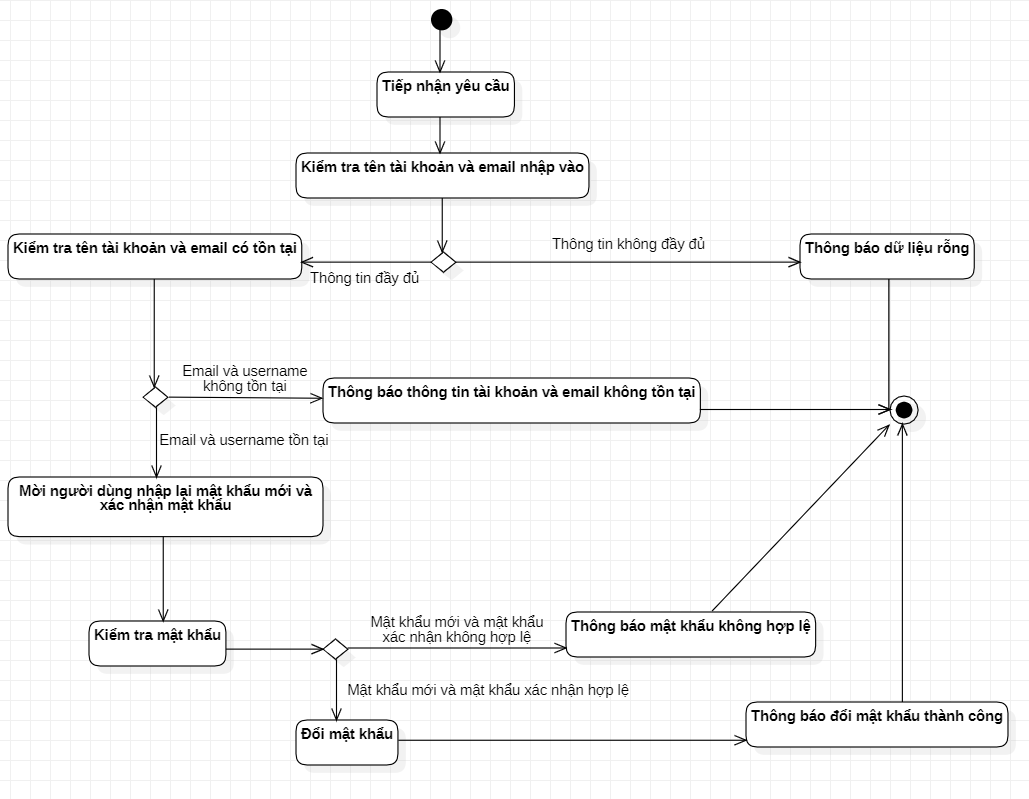 Tiếp nhận yêu cầu
Kiểm tra tên tài khoản và email nhập vào
Kiểm tra tên tài khoản và email có tồn tại
Thông tin không đầy đủ
Thông báo dữ liệu rỗng
Thông tin đầy đủ
Email và username
không tồn tại
Thông báo thông tin tài khoản và email không tồn tại
Email và username tồn tại
Mời người dùng nhập lại mật khẩu mới và
xác nhận mật khẩu
Kiểm tra mật khẩu
Mật khẩu mới và mật khẩu
xác nhận không hợp lệ
Thông báo mật khẩu không hợp lệ
Mật khẩu mới và mật khẩu xác nhận hợp lệ
Đổi mật khẩu
Thông báo đổi mật khẩu thành công